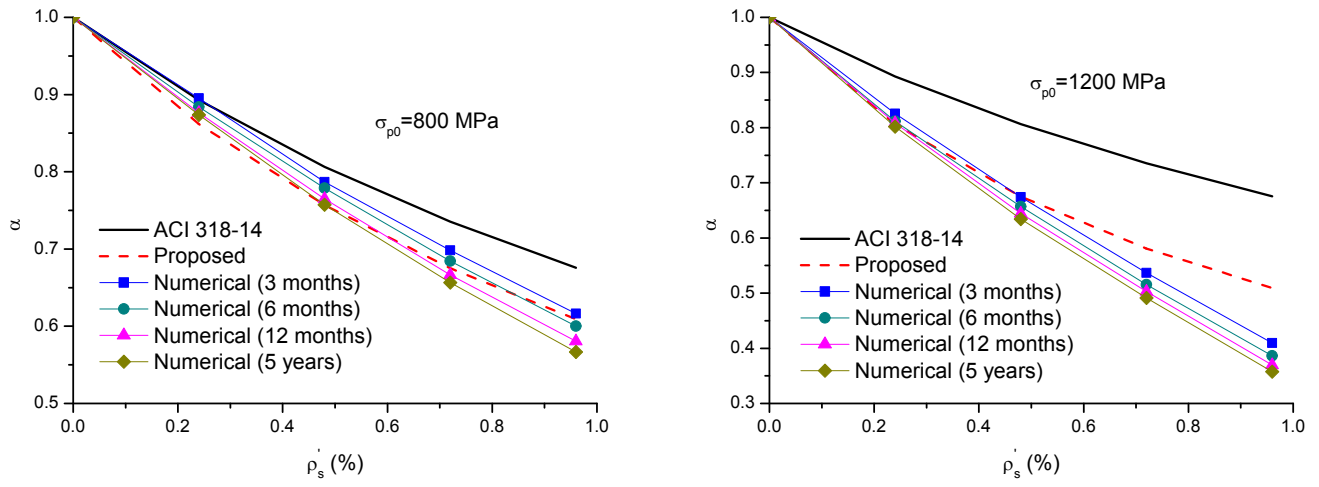 1.0
0.9
0.8
0.7
0.6
0.5
α
σp0=800 MPa
ACI 318-14
Proposed
Numerical (3 months)
Numerical (6 months)
Numerical (12 months)
Numerical (5 years)
0.0 0.2 0.4 0.6 0.8 1.0
ρs' (%)
1.0
0.9
0.8
0.7
0.6
0.5
0.4
0.3
α
σp0=1200 MPa
ACI 318-14
Proposed
Numerical (3 months)
Numerical (6 months)
Numerical (12 months)
Numerical (5 years)
0.0 0.2 0.4 0.6 0.8 1.0
ρs' (%)